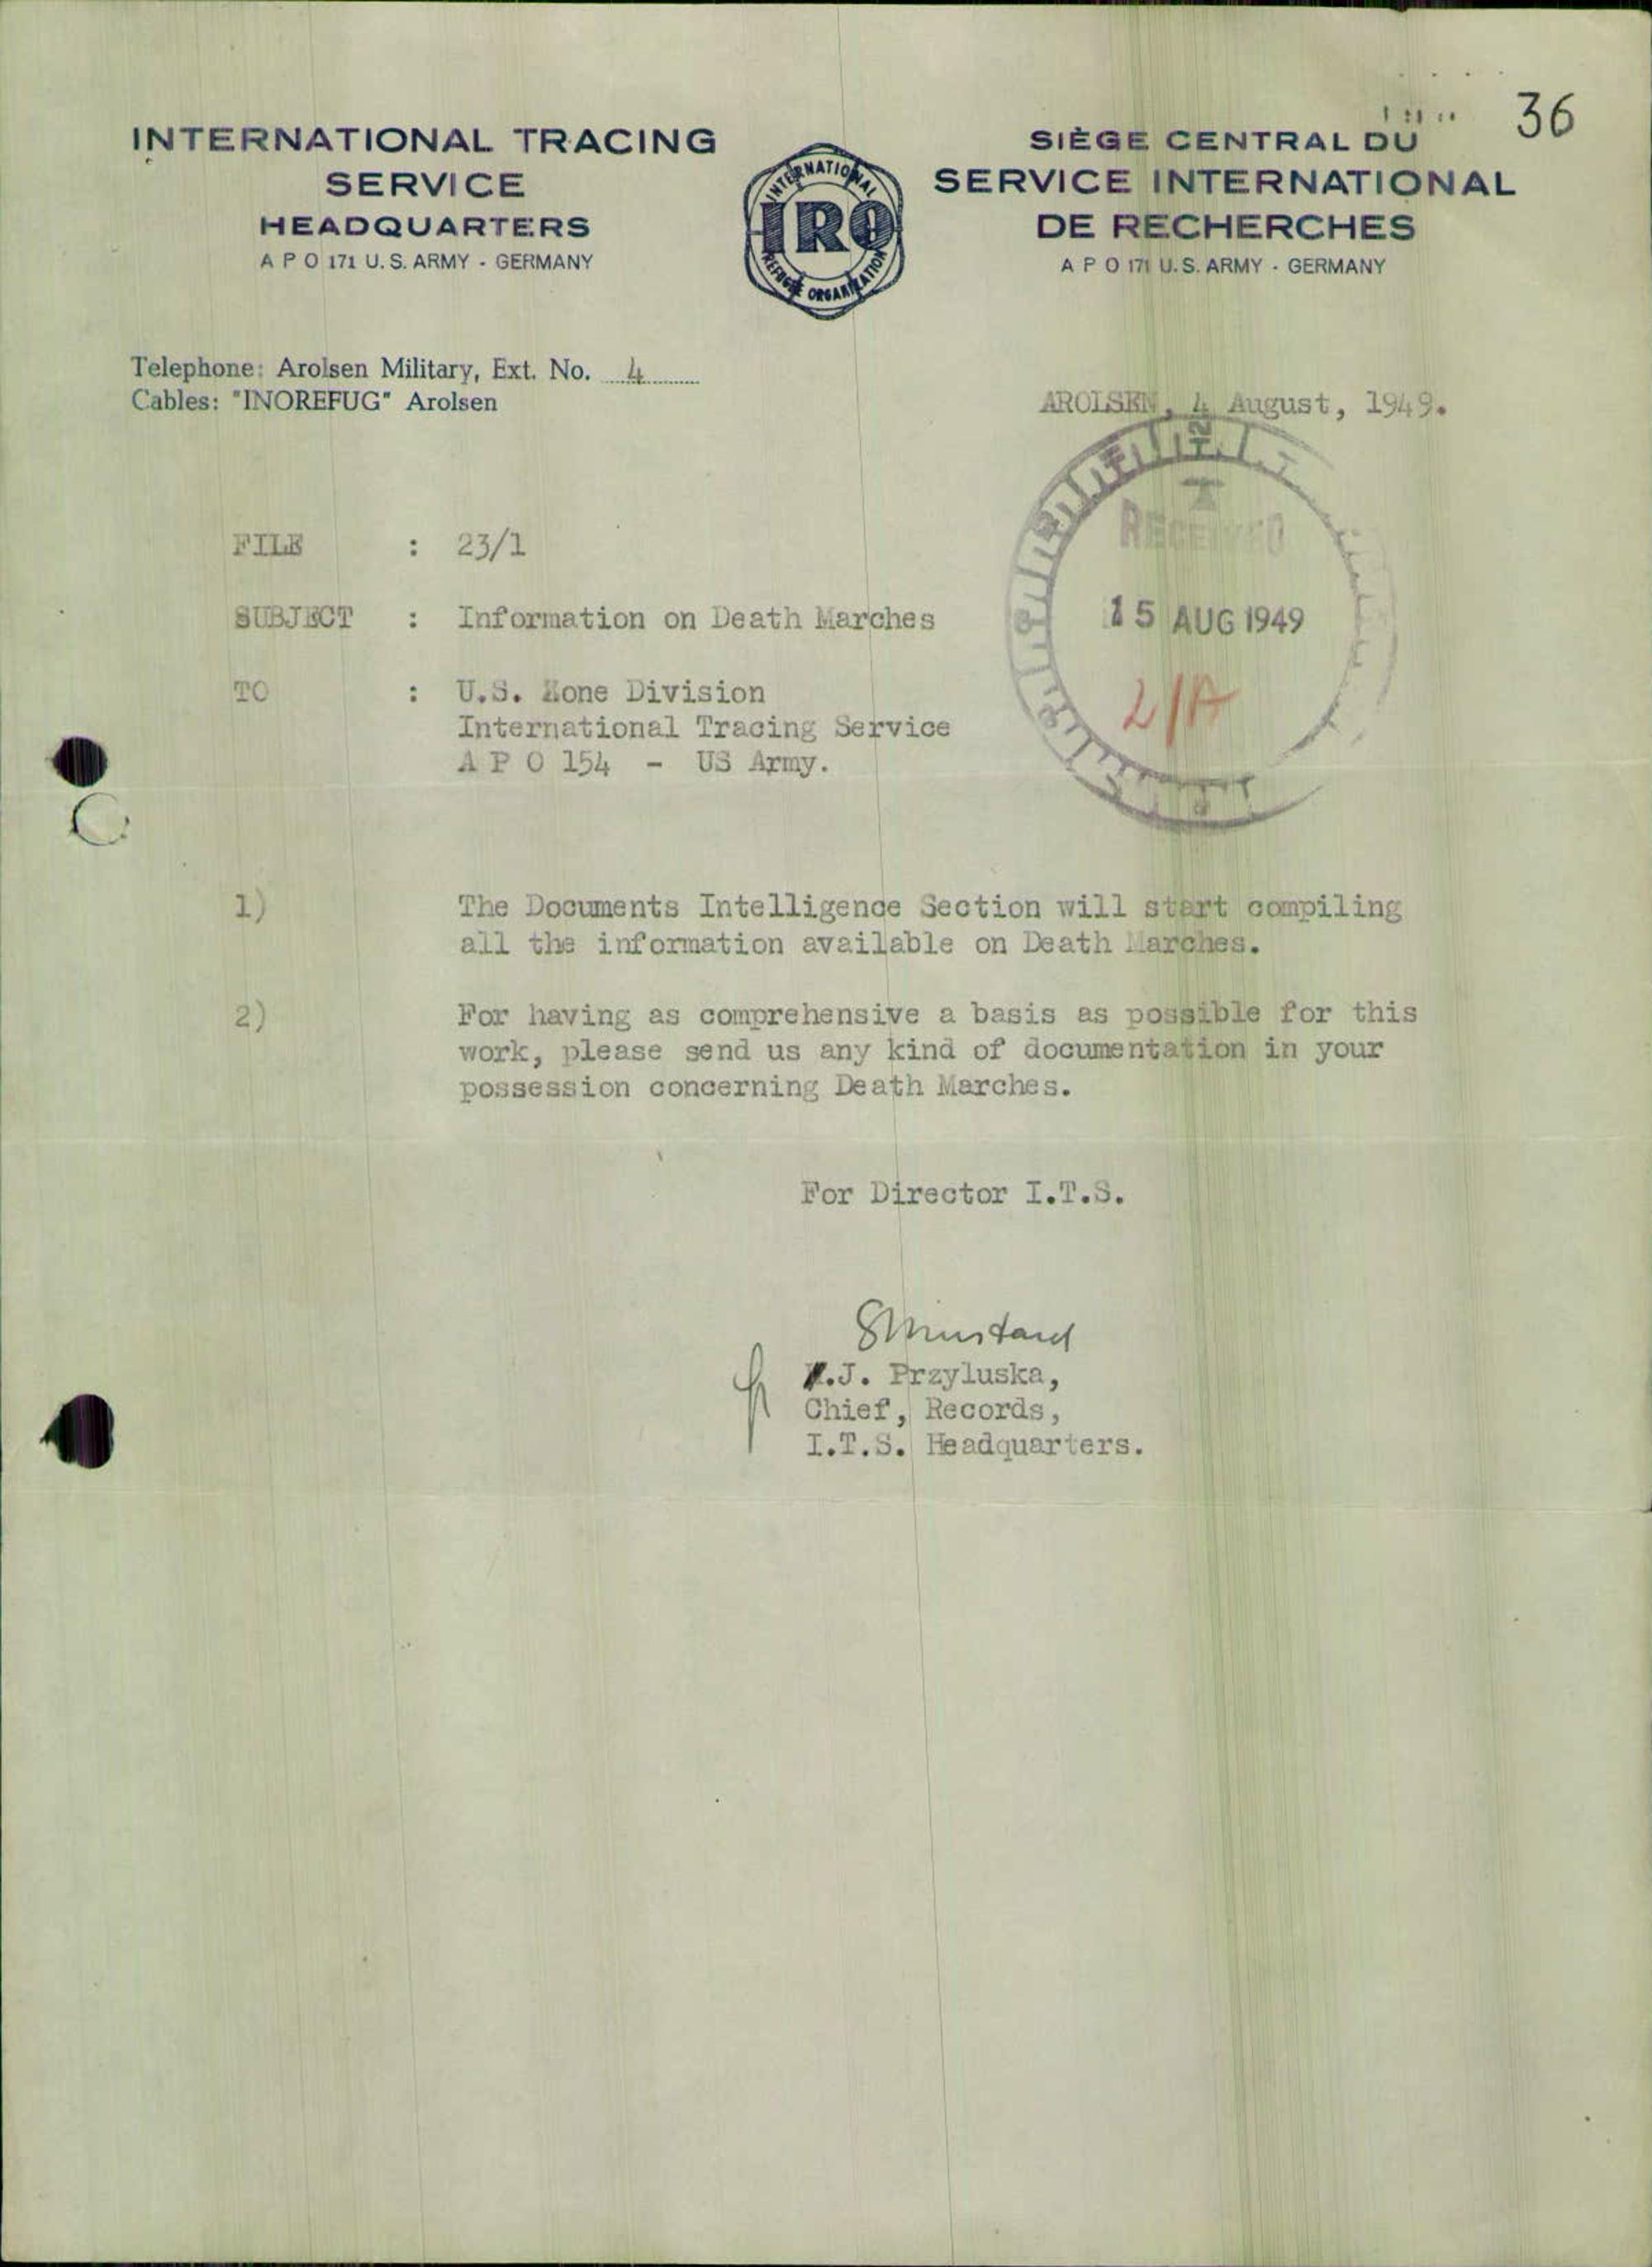 36
INTERNATIONAL TRACING
SERVICE
HEADQUARTERS
A P O 171 U. S. ARMY - GERMANY
INTERNATIONAL
IRO
REFUGEE ORGANIZATION
SIÈGE CENTRAL DU
SERVICE INTERNATIONAL
DE RECHERCHES
A P O 171 U. S. ARMY - GERMANY
Telephone: Arolsen Military, Ext. No. 4
Cables: "INOREFUG" Arolsen
AROLSEN, 4 August, 1949.
RECEIVED
15 AUG 1949
2/A
FILE : 23/1
SUBJECT : Information on Death Marches
TO : U.S. Zone Division
International Tracing Service
A P O 154 - US Army.
1) The Documents Intelligence Section will start compiling
all the information available on Death Marches.
2) For having as comprehensive a basis as possible for this
work, please send us any kind of documentation in your
possession concerning Death Marches.
For Director I.T.S.
SMustard
J. Przyluska,
Chief, Records,
I.T.S. Headquarters.